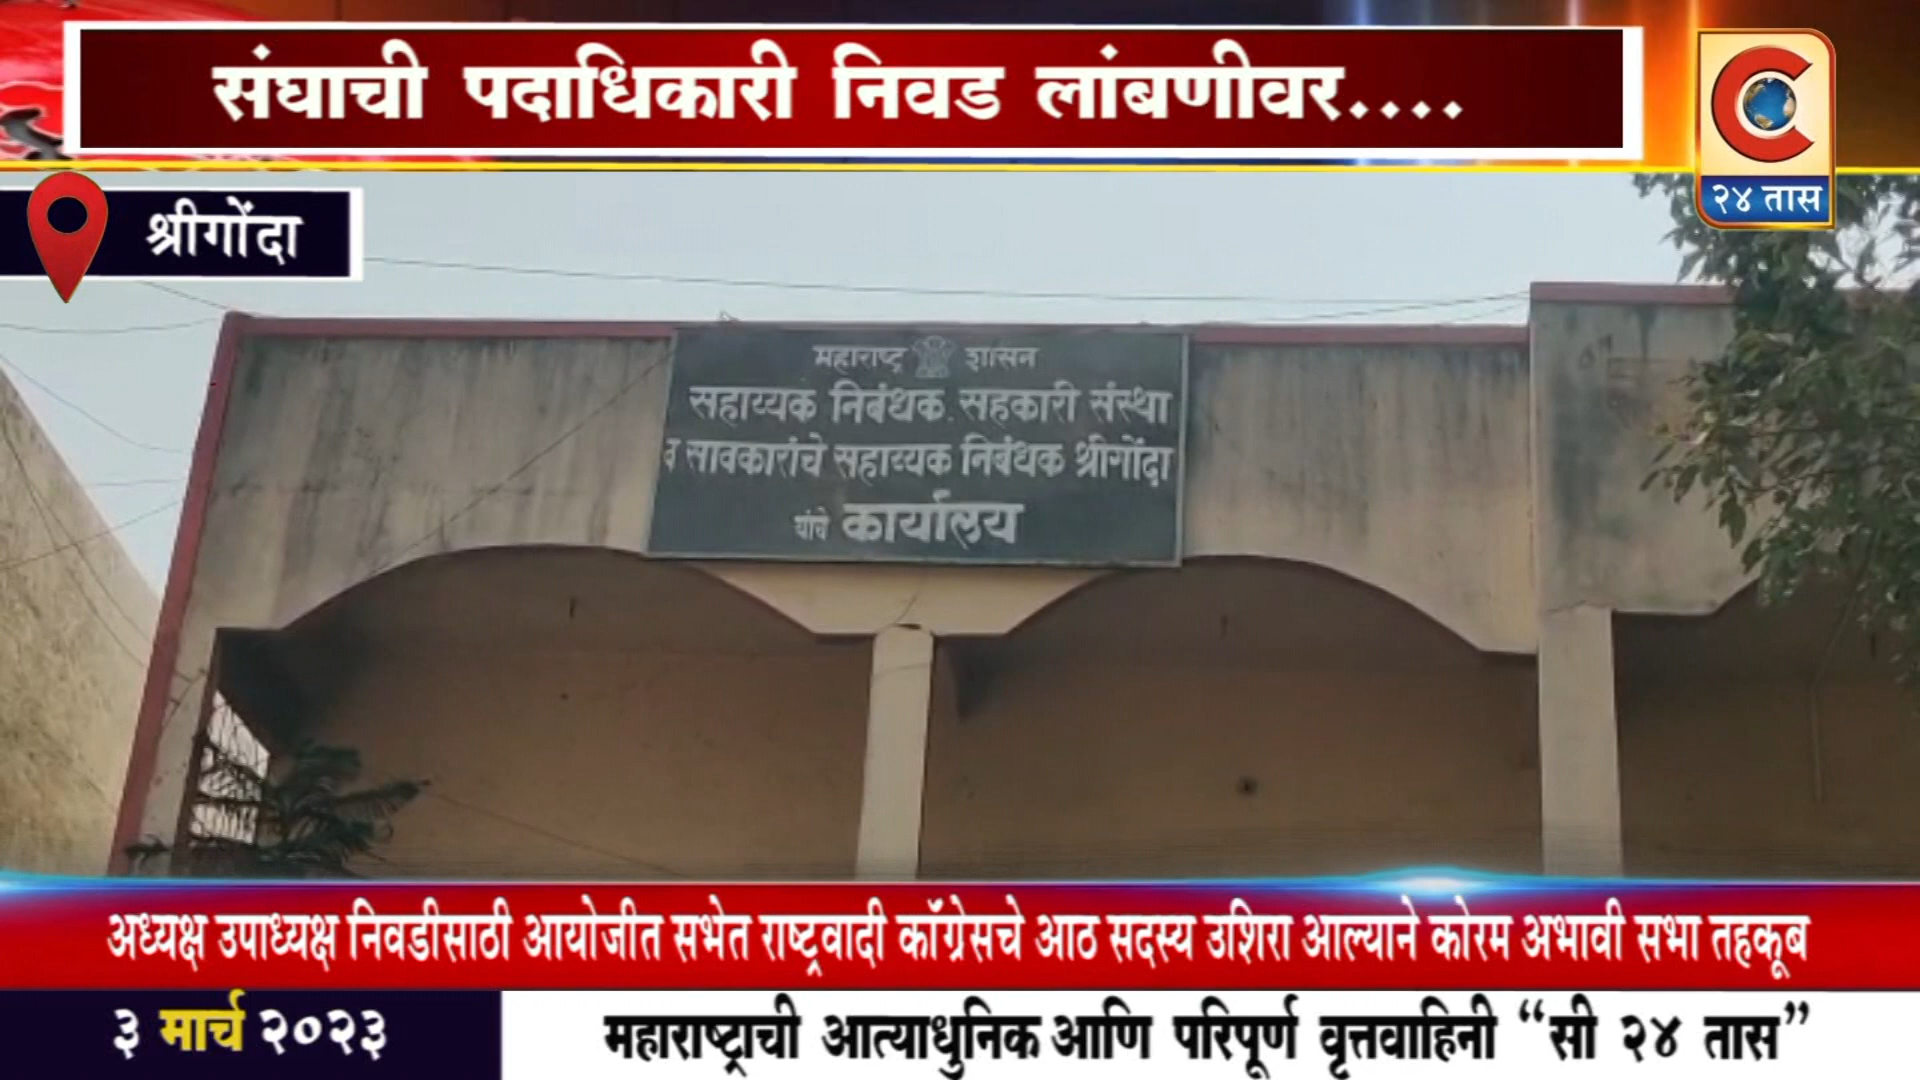 संघाची पदाधिकारी निवड लांबणीवर....
२४ तास
श्रीगोंदा
महाराष्ट्र शासन
सहाय्यक निबंधक. सहकारी संस्था
व सावकारांचे सहाय्यक निबंधक श्रीगोंदा
यांचे कार्यालय
अध्यक्ष उपाध्यक्ष निवडीसाठी आयोजीत सभेत राष्ट्रवादी काँग्रेसचे आठ सदस्य उशिरा आल्याने कोरम अभावी सभा तहकूब
३ मार्च २०२३
महाराष्ट्राची आत्याधुनिक आणि परिपूर्ण वृत्तवाहिनी “सी २४ तास”